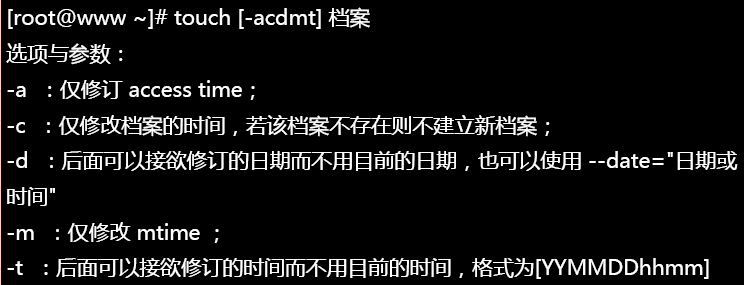 [root@www ~]# touch [-acdmt] 档案
选项与参数：
-a ：仅修订 access time；
-c ：仅修改档案的时间，若该档案不存在则不建立新档案；
-d ：后面可以接欲修订的日期而不用目前的日期，也可以使用 --date="日期或
时间"
-m ：仅修改 mtime ；
-t ：后面可以接欲修订的时间而不用目前的时间，格式为[YYMMDDhhmm]